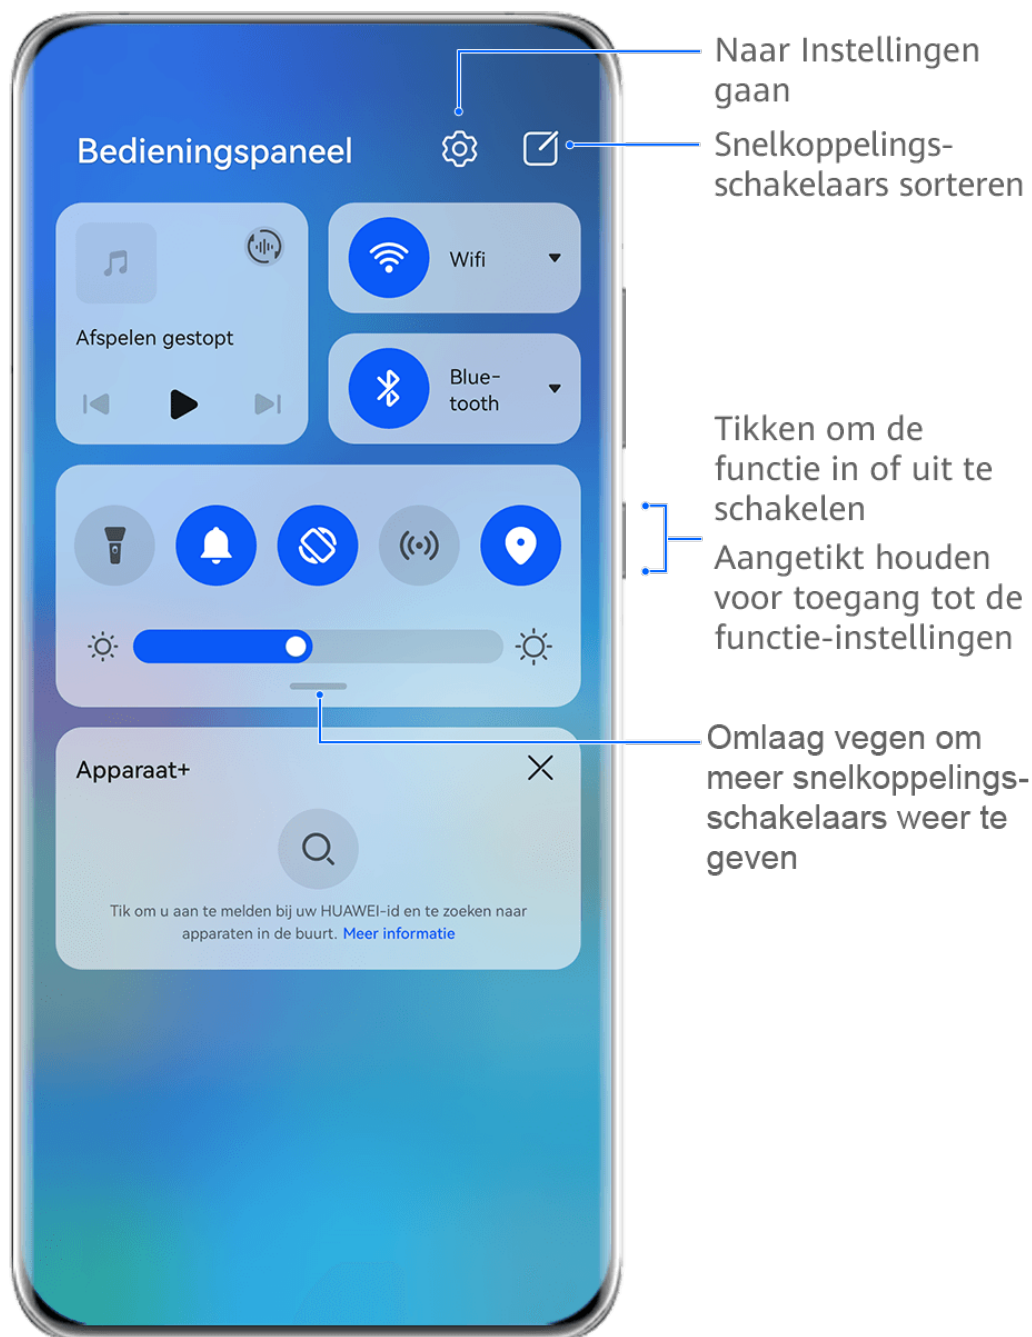 Naar Instellingen
gaan
Bedieningspaneel
Snelkoppelings-
schakelaars sorteren
Wifi
Afspelen gestopt
Blue-
tooth
Tikken om de
functie in of uit te
schakelen
Aangetikt houden
voor toegang tot de
functie-instellingen
Omlaag vegen om
meer snelkoppelings-
schakelaars weer te
geven
Apparaat+
Tik om u aan te melden bij uw HUAWEI-id en te zoeken naar
apparaten in de buurt. Meer informatie